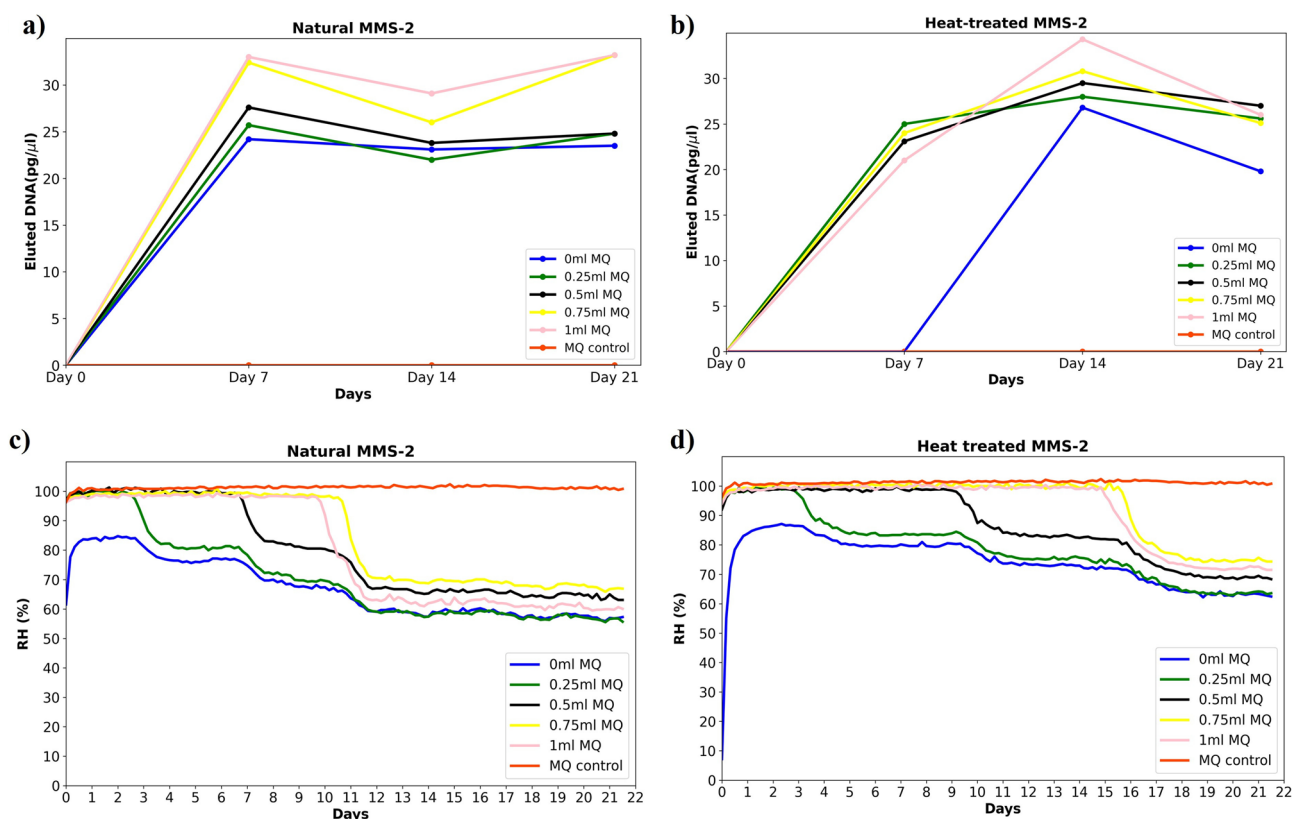 a)
Natural MMS-2
Eluted DNA(pg/μl)
35
30
25
20
15
10
5
0
Day 0
Day 7
Day 14
Day 21
Days
0ml MQ
0.25ml MQ
0.5ml MQ
0.75ml MQ
1ml MQ
MQ control
b)
Heat-treated MMS-2
Eluted DNA(pg/μl)
30
25
20
15
10
5
0
Day 0
Day 7
Day 14
Day 21
Days
0ml MQ
0.25ml MQ
0.5ml MQ
0.75ml MQ
1ml MQ
MQ control
c)
Natural MMS-2
RH (%)
100
90
80
70
60
50
40
30
20
10
0
0 1 2 3 4 5 6 7 8 9 10 11 12 13 14 15 16 17 18 19 20 21 22
Days
0ml MQ
0.25ml MQ
0.5ml MQ
0.75ml MQ
1ml MQ
MQ control
d)
Heat treated MMS-2
RH (%)
100
90
80
70
60
50
40
30
20
10
0
0 1 2 3 4 5 6 7 8 9 10 11 12 13 14 15 16 17 18 19 20 21 22
Days
0ml MQ
0.25ml MQ
0.5ml MQ
0.75ml MQ
1ml MQ
MQ control